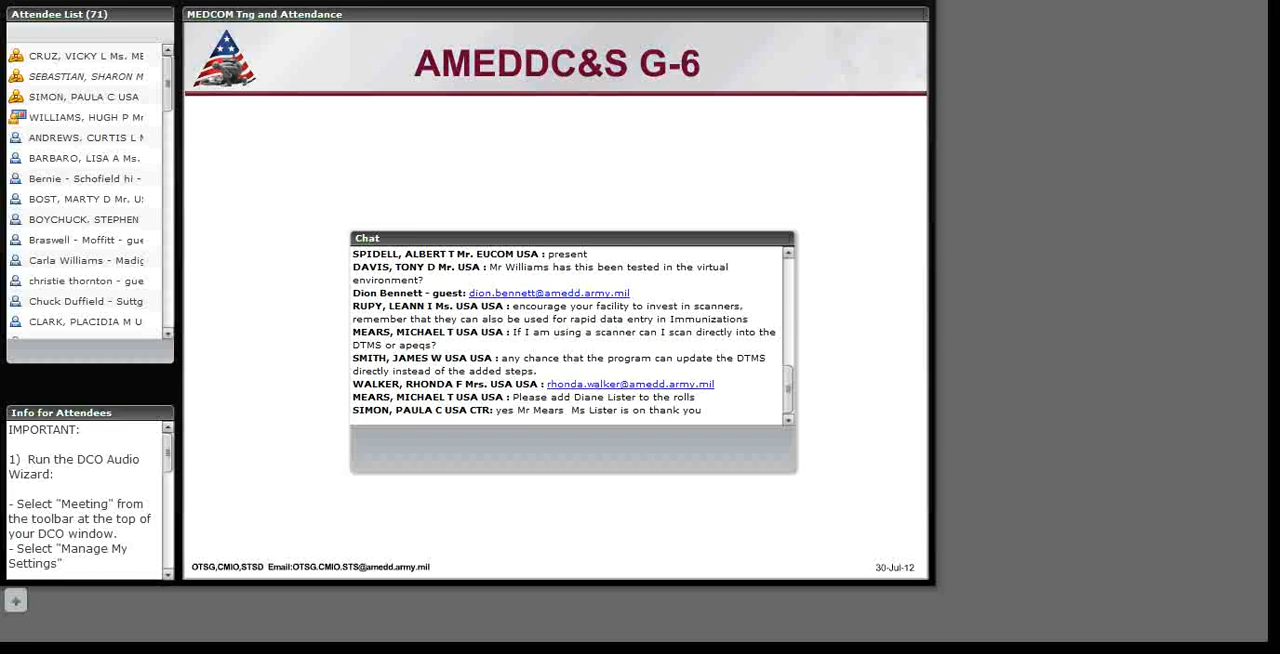 Attendee List (71)
CRUZ, VICKY L Ms. ME
SEBASTIAN, SHARON M
SIMON, PAULA C USA
WILLIAMS, HUGH P Mr
ANDREWS, CURTIS L M
BARBARO, LISA A Ms.
Bernie - Schofield hi -
BOST, MARTY D Mr. US
BOYCHUCK, STEPHEN
Braswell - Moffitt - gue
Carla Williams - Madig
christie thornton - gue
Chuck Duffield - Suttg
CLARK, PLACIDIA M U
Info for Attendees
IMPORTANT:
1) Run the DCO Audio
Wizard:
- Select "Meeting" from
the toolbar at the top of
your DCO window.
- Select "Manage My
Settings"
MEDCOM Tng and Attendance
AMEDDC&S G-6
Chat
SPIDELL, ALBERT T Mr. EUCOM USA : present
DAVIS, TONY D Mr. USA : Mr Williams has this been tested in the virtual
environment?
Dion Bennett - guest: dion.bennett@amedd.army.mil
RUPY, LEANN I Ms. USA USA : encourage your facility to invest in scanners,
remember that they can also be used for rapid data entry in Immunizations
MEARS, MICHAEL T USA USA : If I am using a scanner can I scan directly into the
DTMS or apeqs?
SMITH, JAMES W USA USA : any chance that the program can update the DTMS
directly instead of the added steps.
WALKER, RHONDA F Mrs. USA USA : rhonda.walker@amedd.army.mil
MEARS, MICHAEL T USA USA : Please add Diane Lister to the rolls
SIMON, PAULA C USA CTR: yes Mr Mears  Ms Lister is on thank you
OTSG,CMIO,STSD  Email:OTSG.CMIO.STS@amedd.army.mil
30-Jul-12